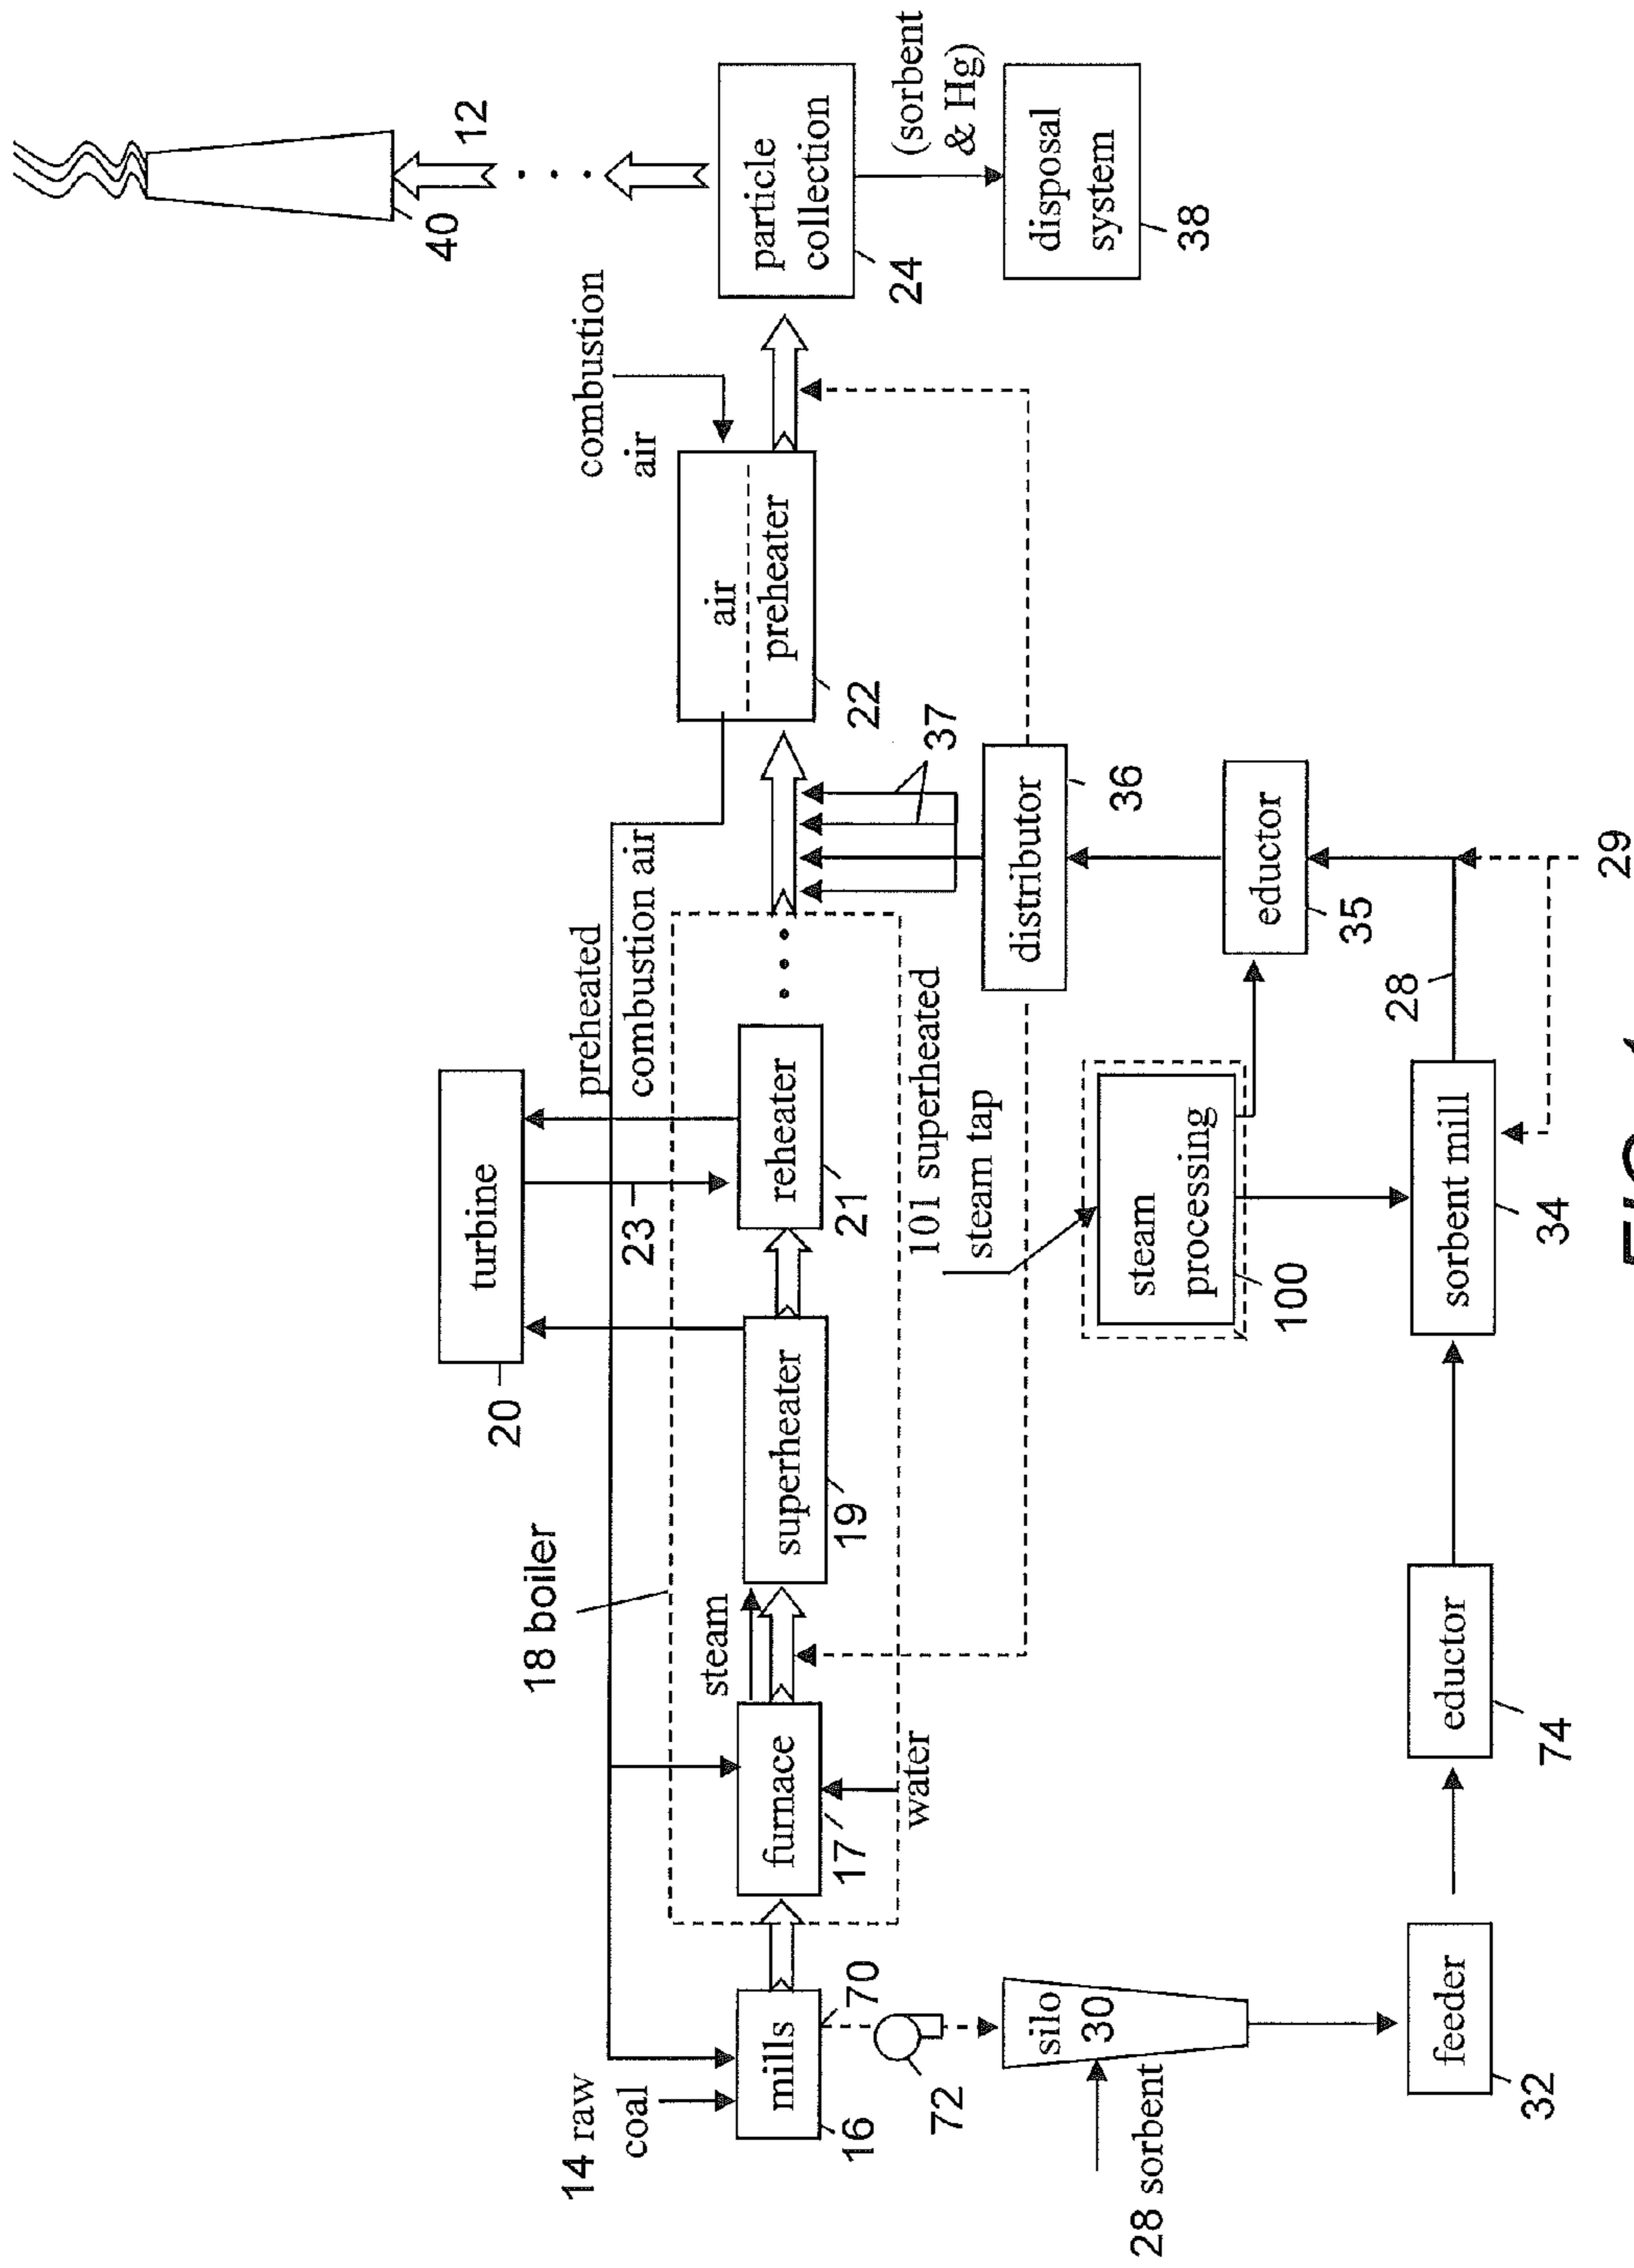 12
40
combustion
air
particle
collection
24
(sorbent
& Hg)
disposal
system
38
air
preheater
22
preheated
combustion air
turbine
20
23
18 boiler
steam
superheater
19
reheater
21
furnace
17
water
14 raw
coal
mills
16
70
72
silo
30
28 sorbent
feeder
32
eductor
74
101 superheated
steam tap
steam
processing
100
sorbent mill
34
28
29
eductor
35
distributor
36
37